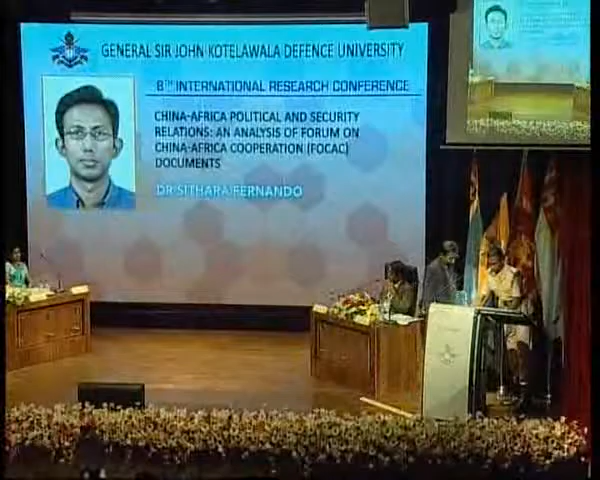 GENERAL SIR JOHN KOTELAWALA DEFENCE UNIVERSITY
8TH INTERNATIONAL RESEARCH CONFERENCE
CHINA-AFRICA POLITICAL AND SECURITY
RELATIONS: AN ANALYSIS OF FORUM ON
CHINA-AFRICA COOPERATION (FOCAC)
DOCUMENTS
DR SITHARA FERNANDO